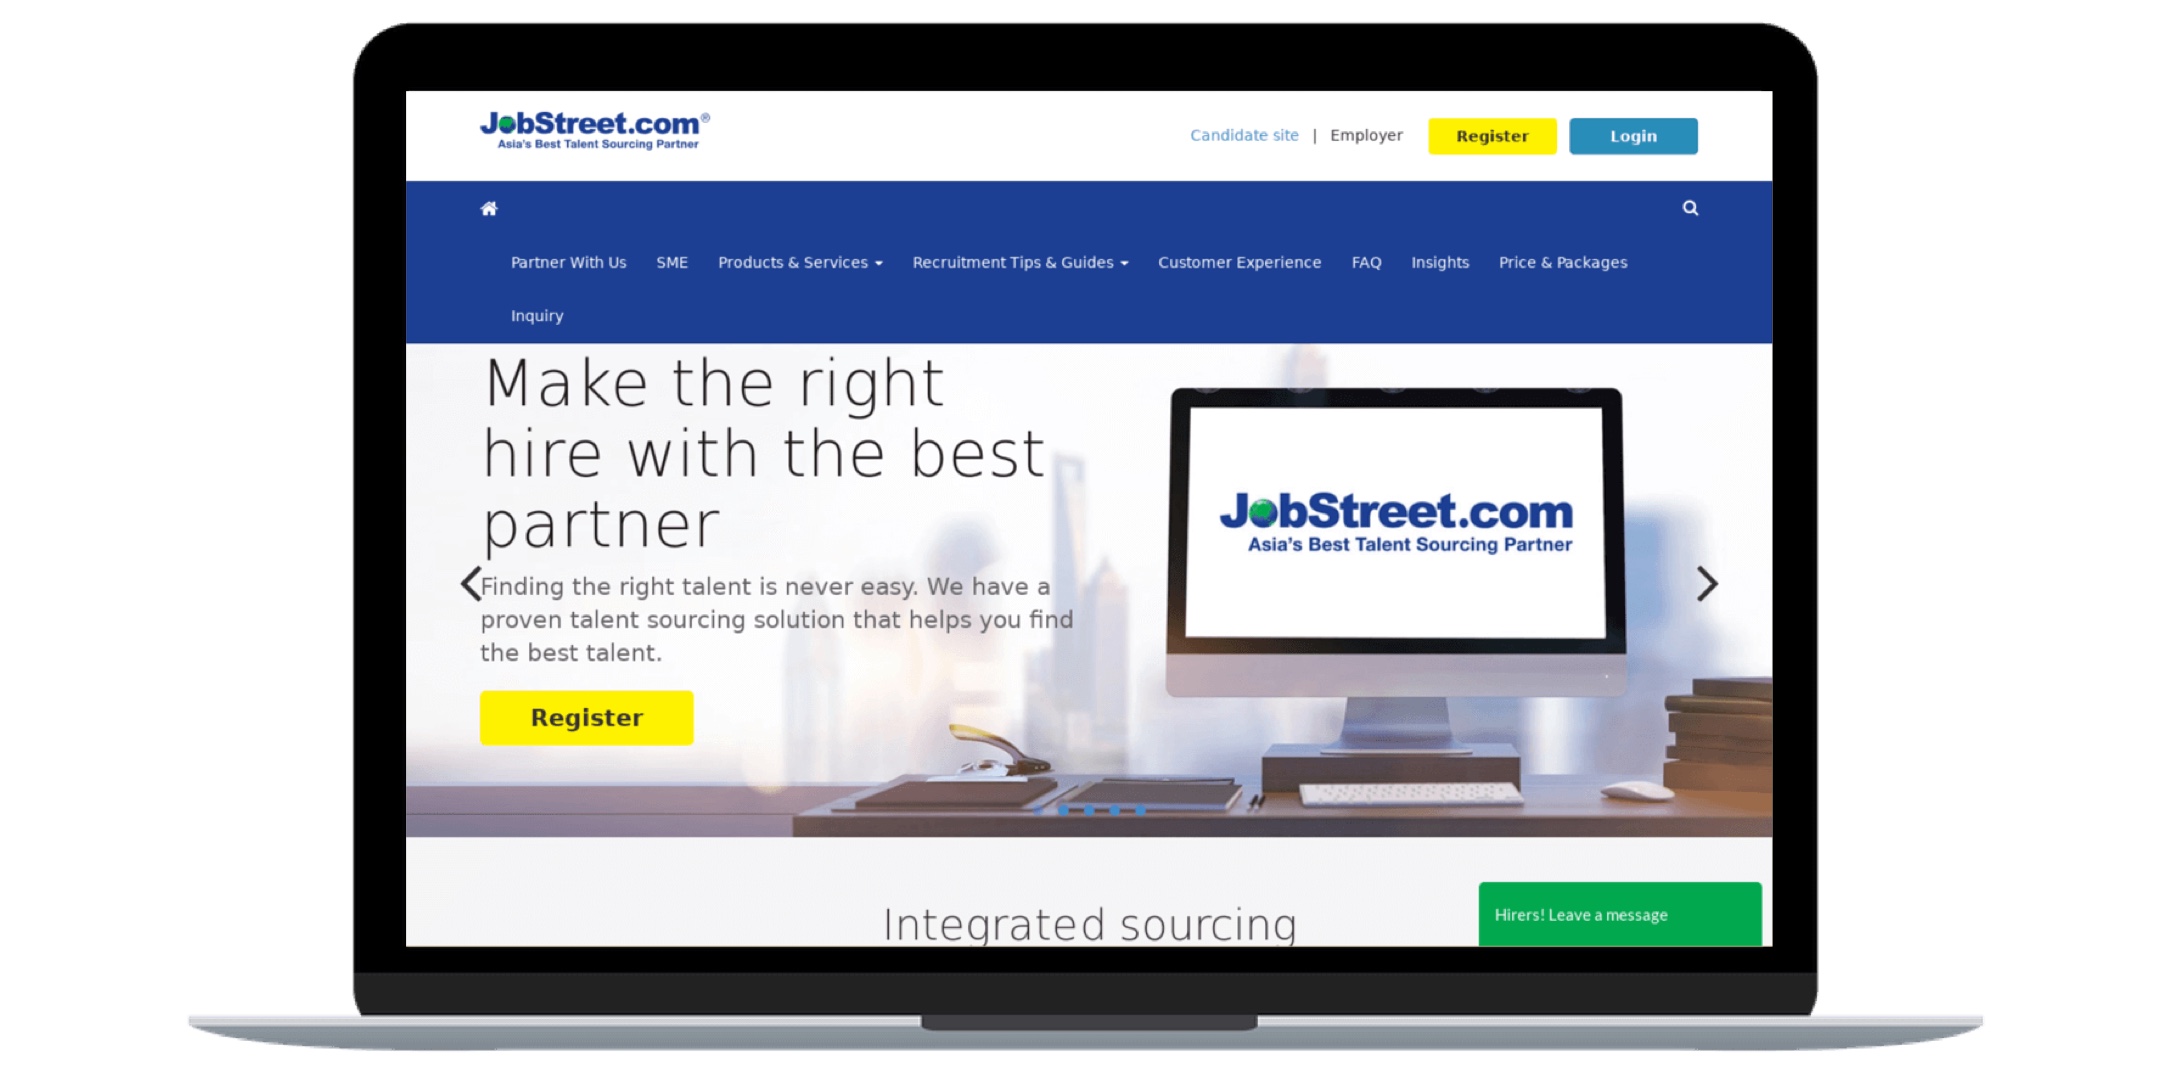 JobStreet.com®
Asia's Best Talent Sourcing Partner
Candidate site | Employer Register Login
Partner With Us SME Products & Services Recruitment Tips & Guides Customer Experience FAQ Insights Price & Packages
Inquiry
Make the right
hire with the best
partner
Finding the right talent is never easy. We have a
proven talent sourcing solution that helps you find
the best talent.
Register
JobStreet.com
Asia's Best Talent Sourcing Partner
Integrated sourcing
Hirers! Leave a message